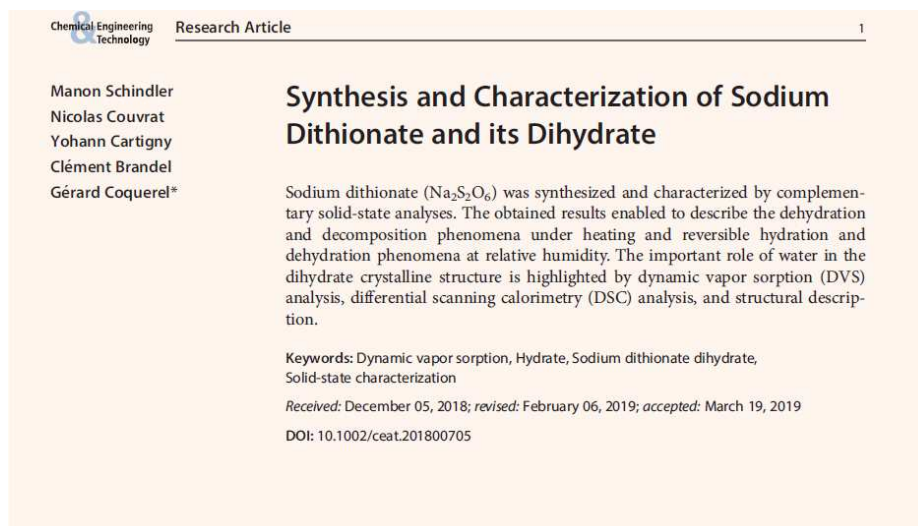 Chemical Engineering
& Technology
Research Article
1
Manon Schindler
Nicolas Couvrat
Yohann Cartigny
Clément Brandel
Gérard Coquerel*
Synthesis and Characterization of Sodium
Dithionate and its Dihydrate
Sodium dithionate (Na₂S₂O₆) was synthesized and characterized by complemen-
tary solid-state analyses. The obtained results enabled to describe the dehydration
and decomposition phenomena under heating and reversible hydration and
dehydration phenomena at relative humidity. The important role of water in the
dihydrate crystalline structure is highlighted by dynamic vapor sorption (DVS)
analysis, differential scanning calorimetry (DSC) analysis, and structural descrip-
tion.
Keywords: Dynamic vapor sorption, Hydrate, Sodium dithionate dihydrate,
Solid-state characterization
Received: December 05, 2018; revised: February 06, 2019; accepted: March 19, 2019
DOI: 10.1002/ceat.201800705